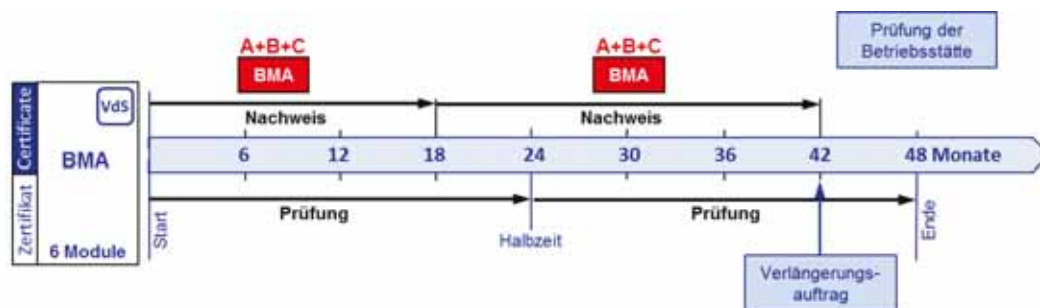 Prüfung der
Betriebsstätte
A+B+C
BMA
A+B+C
BMA
Certificate
Zertifikat
VdS
BMA
6 Module
Nachweis
Nachweis
6 12 18 24 30 36 42 48 Monate
Start
Prüfung
Halbzeit
Prüfung
Ende
Verlängerungs-
auftrag